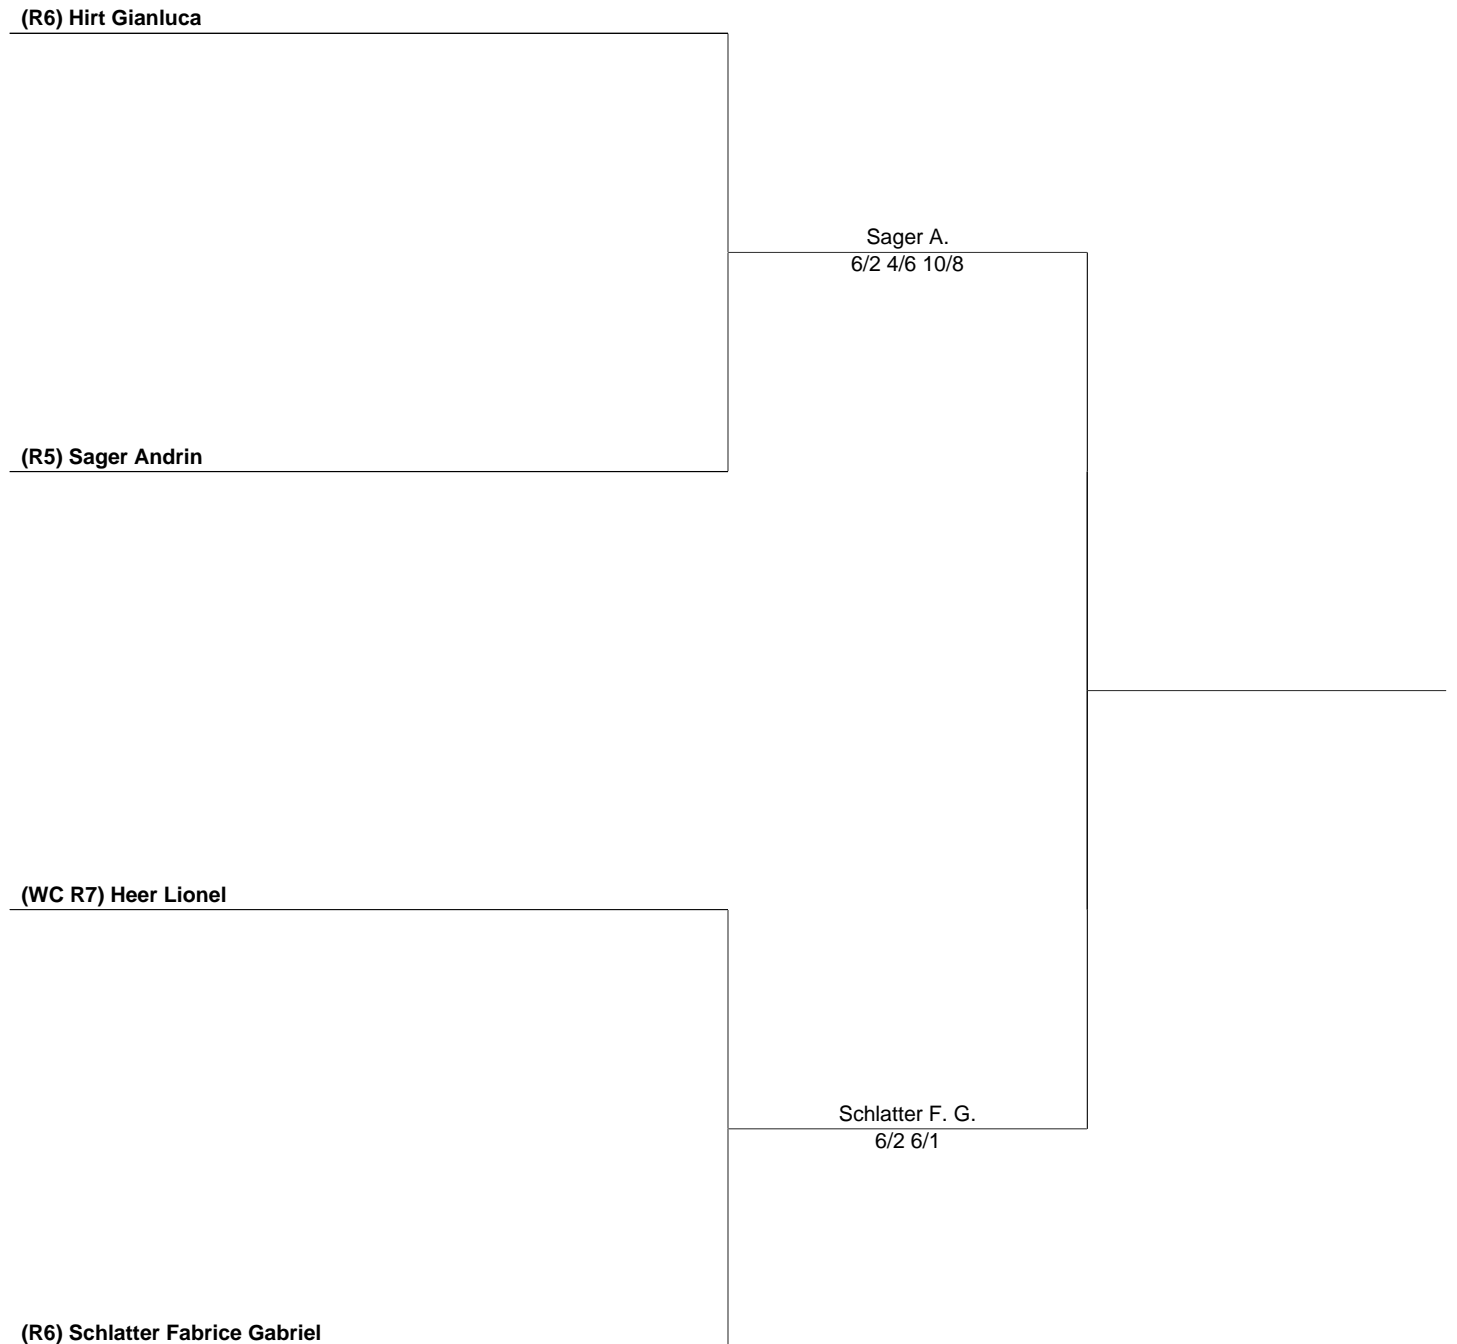 (R6) Hirt Gianluca
Sager A.
6/2 4/6 10/8
(R5) Sager Andrin
(WC R7) Heer Lionel
Schlatter F. G.
6/2 6/1
(R6) Schlatter Fabrice Gabriel